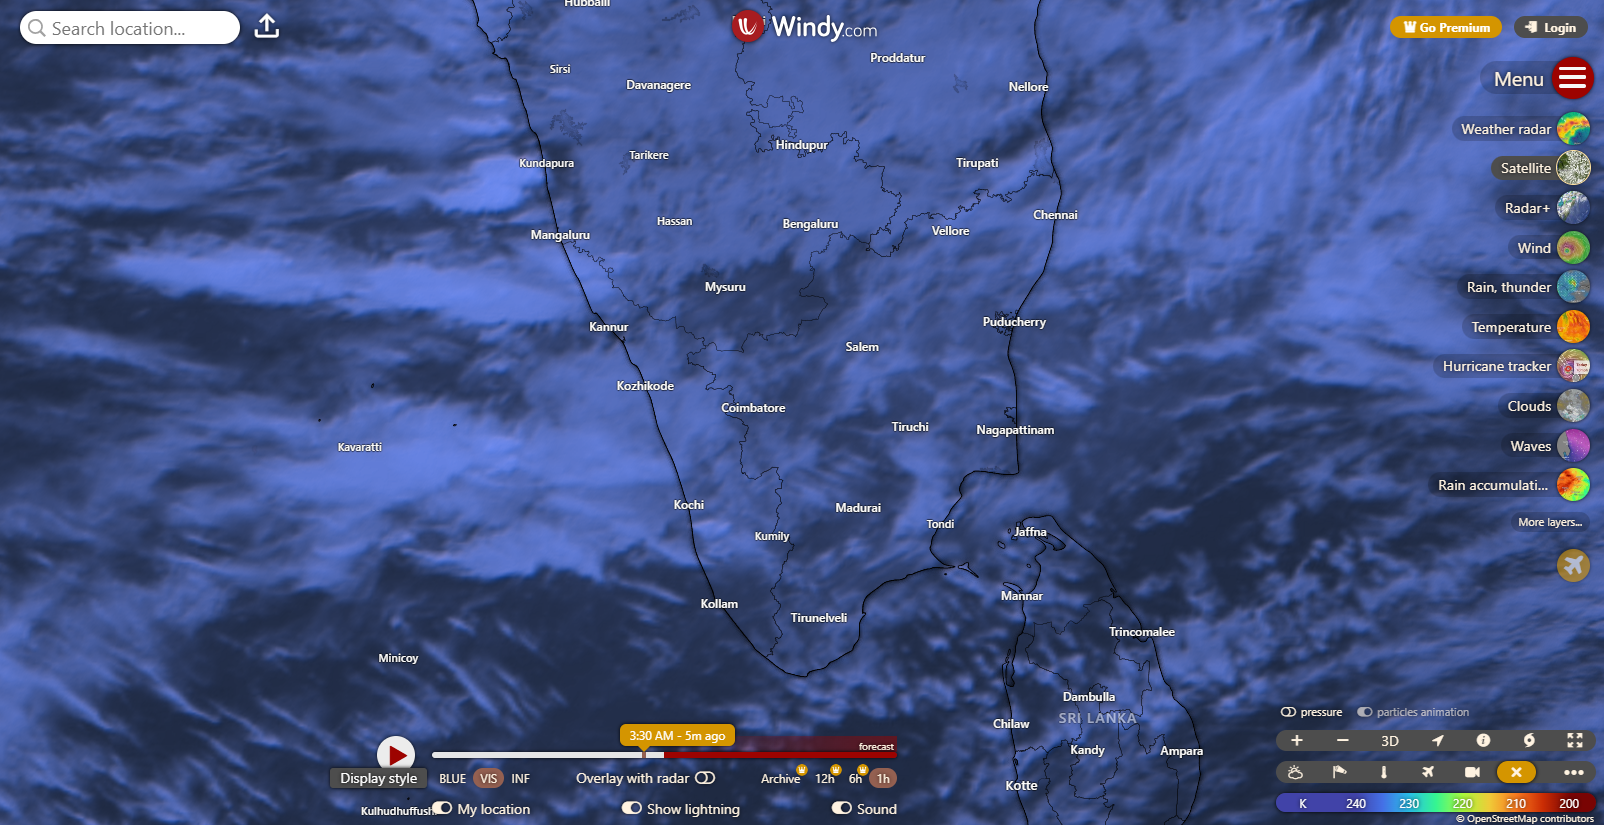 Search location...
Windy.com
Go Premium
Login
Menu
Weather radar
Satellite
Radar+
Wind
Rain, thunder
Temperature
Hurricane tracker
Clouds
Waves
Rain accumulati...
More layers...
Hubballi
Sirsi
Davanagere
Proddatur
Nellore
Kundapura
Tarikere
Hindupur
Tirupati
Mangaluru
Hassan
Bengaluru
Vellore
Chennai
Mysuru
Kannur
Puducherry
Salem
Kozhikode
Coimbatore
Tiruchi
Nagapattinam
Kavaratti
Kochi
Madurai
Tondi
Kumily
Jaffna
Kollam
Tirunelveli
Mannar
Trincomalee
Minicoy
Dambulla
SRI LANKA
Chilaw
Kandy
Ampara
Kotte
Kulhudhuffushi
3:30 AM - 5m ago
forecast
Display style
BLUE VIS INF
Overlay with radar
Archive 12h 6h 1h
My location
Show lightning
Sound
pressure
particles animation
3D
K 240 230 220 210 200
© OpenStreetMap contributors